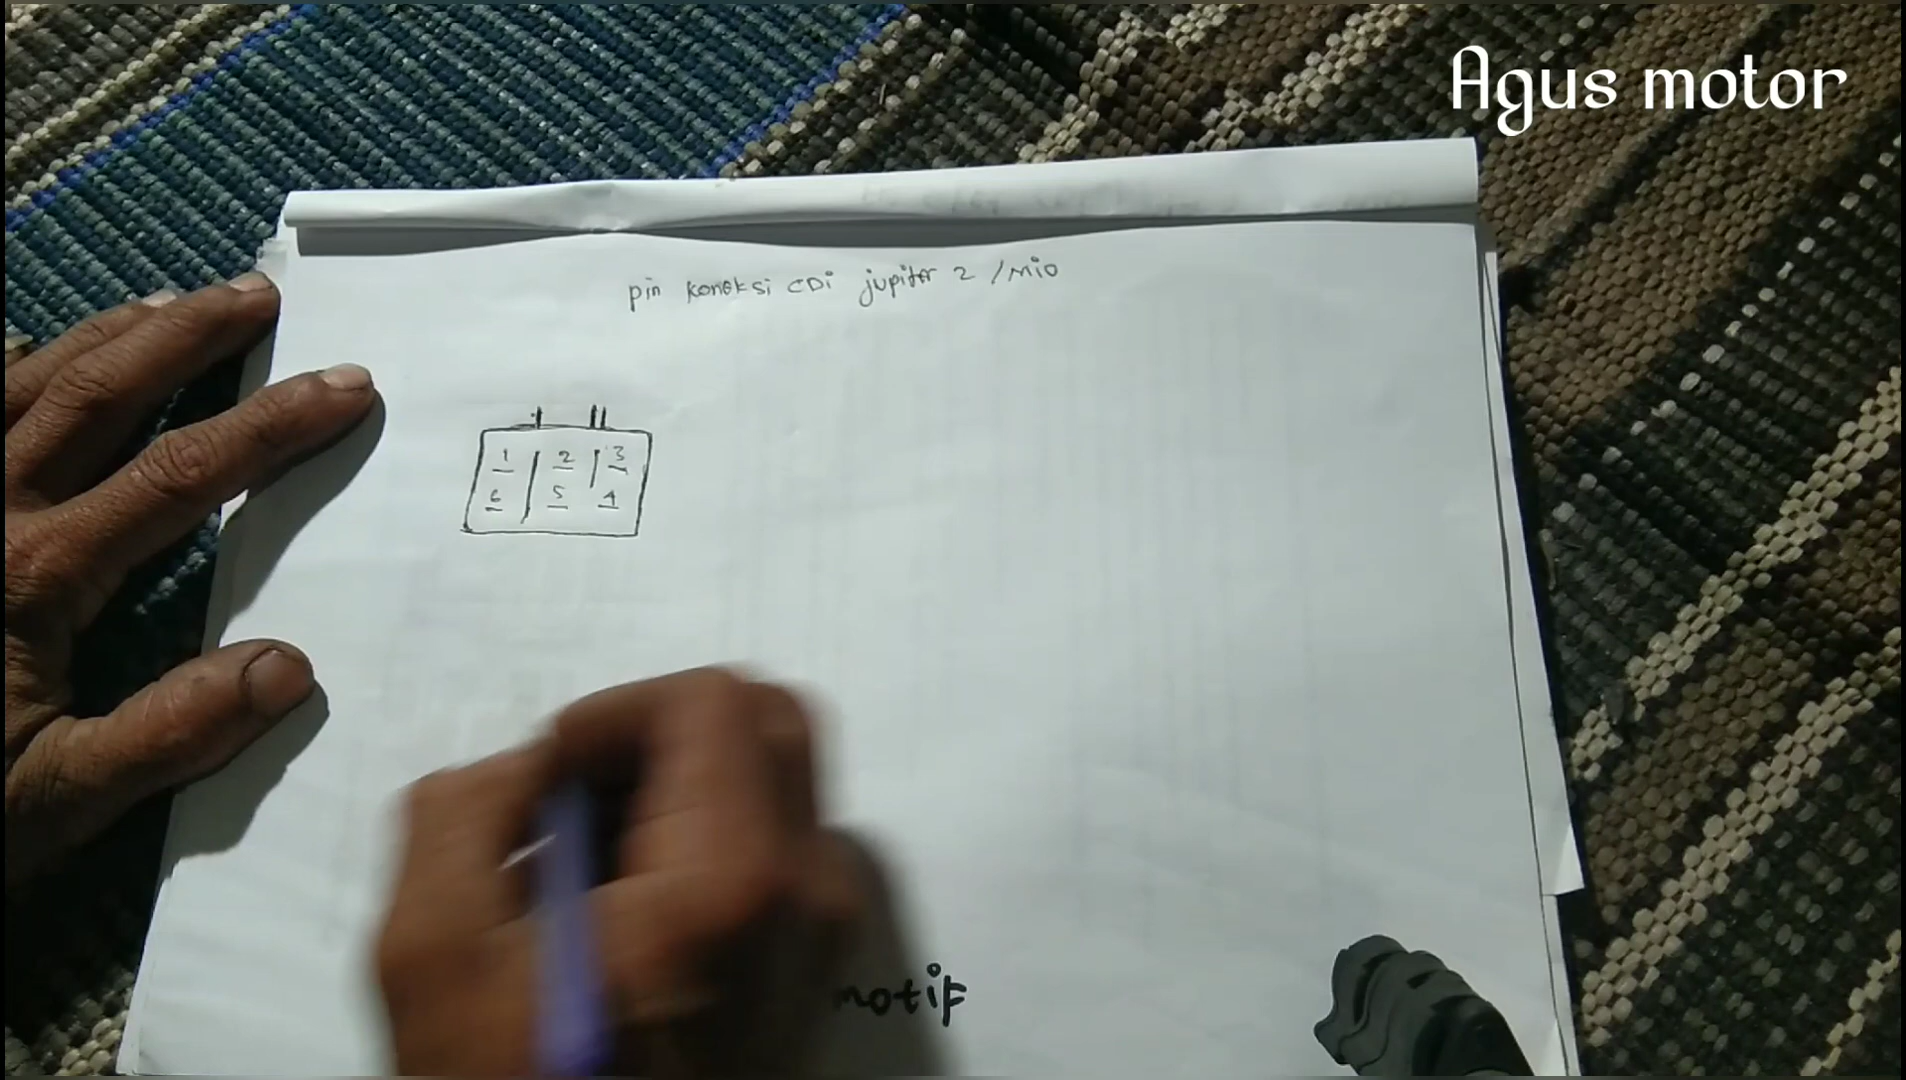 Agus motor
pin koneksi CDi jupiter 2 /Mio
1 2 3
6 5 4
motif